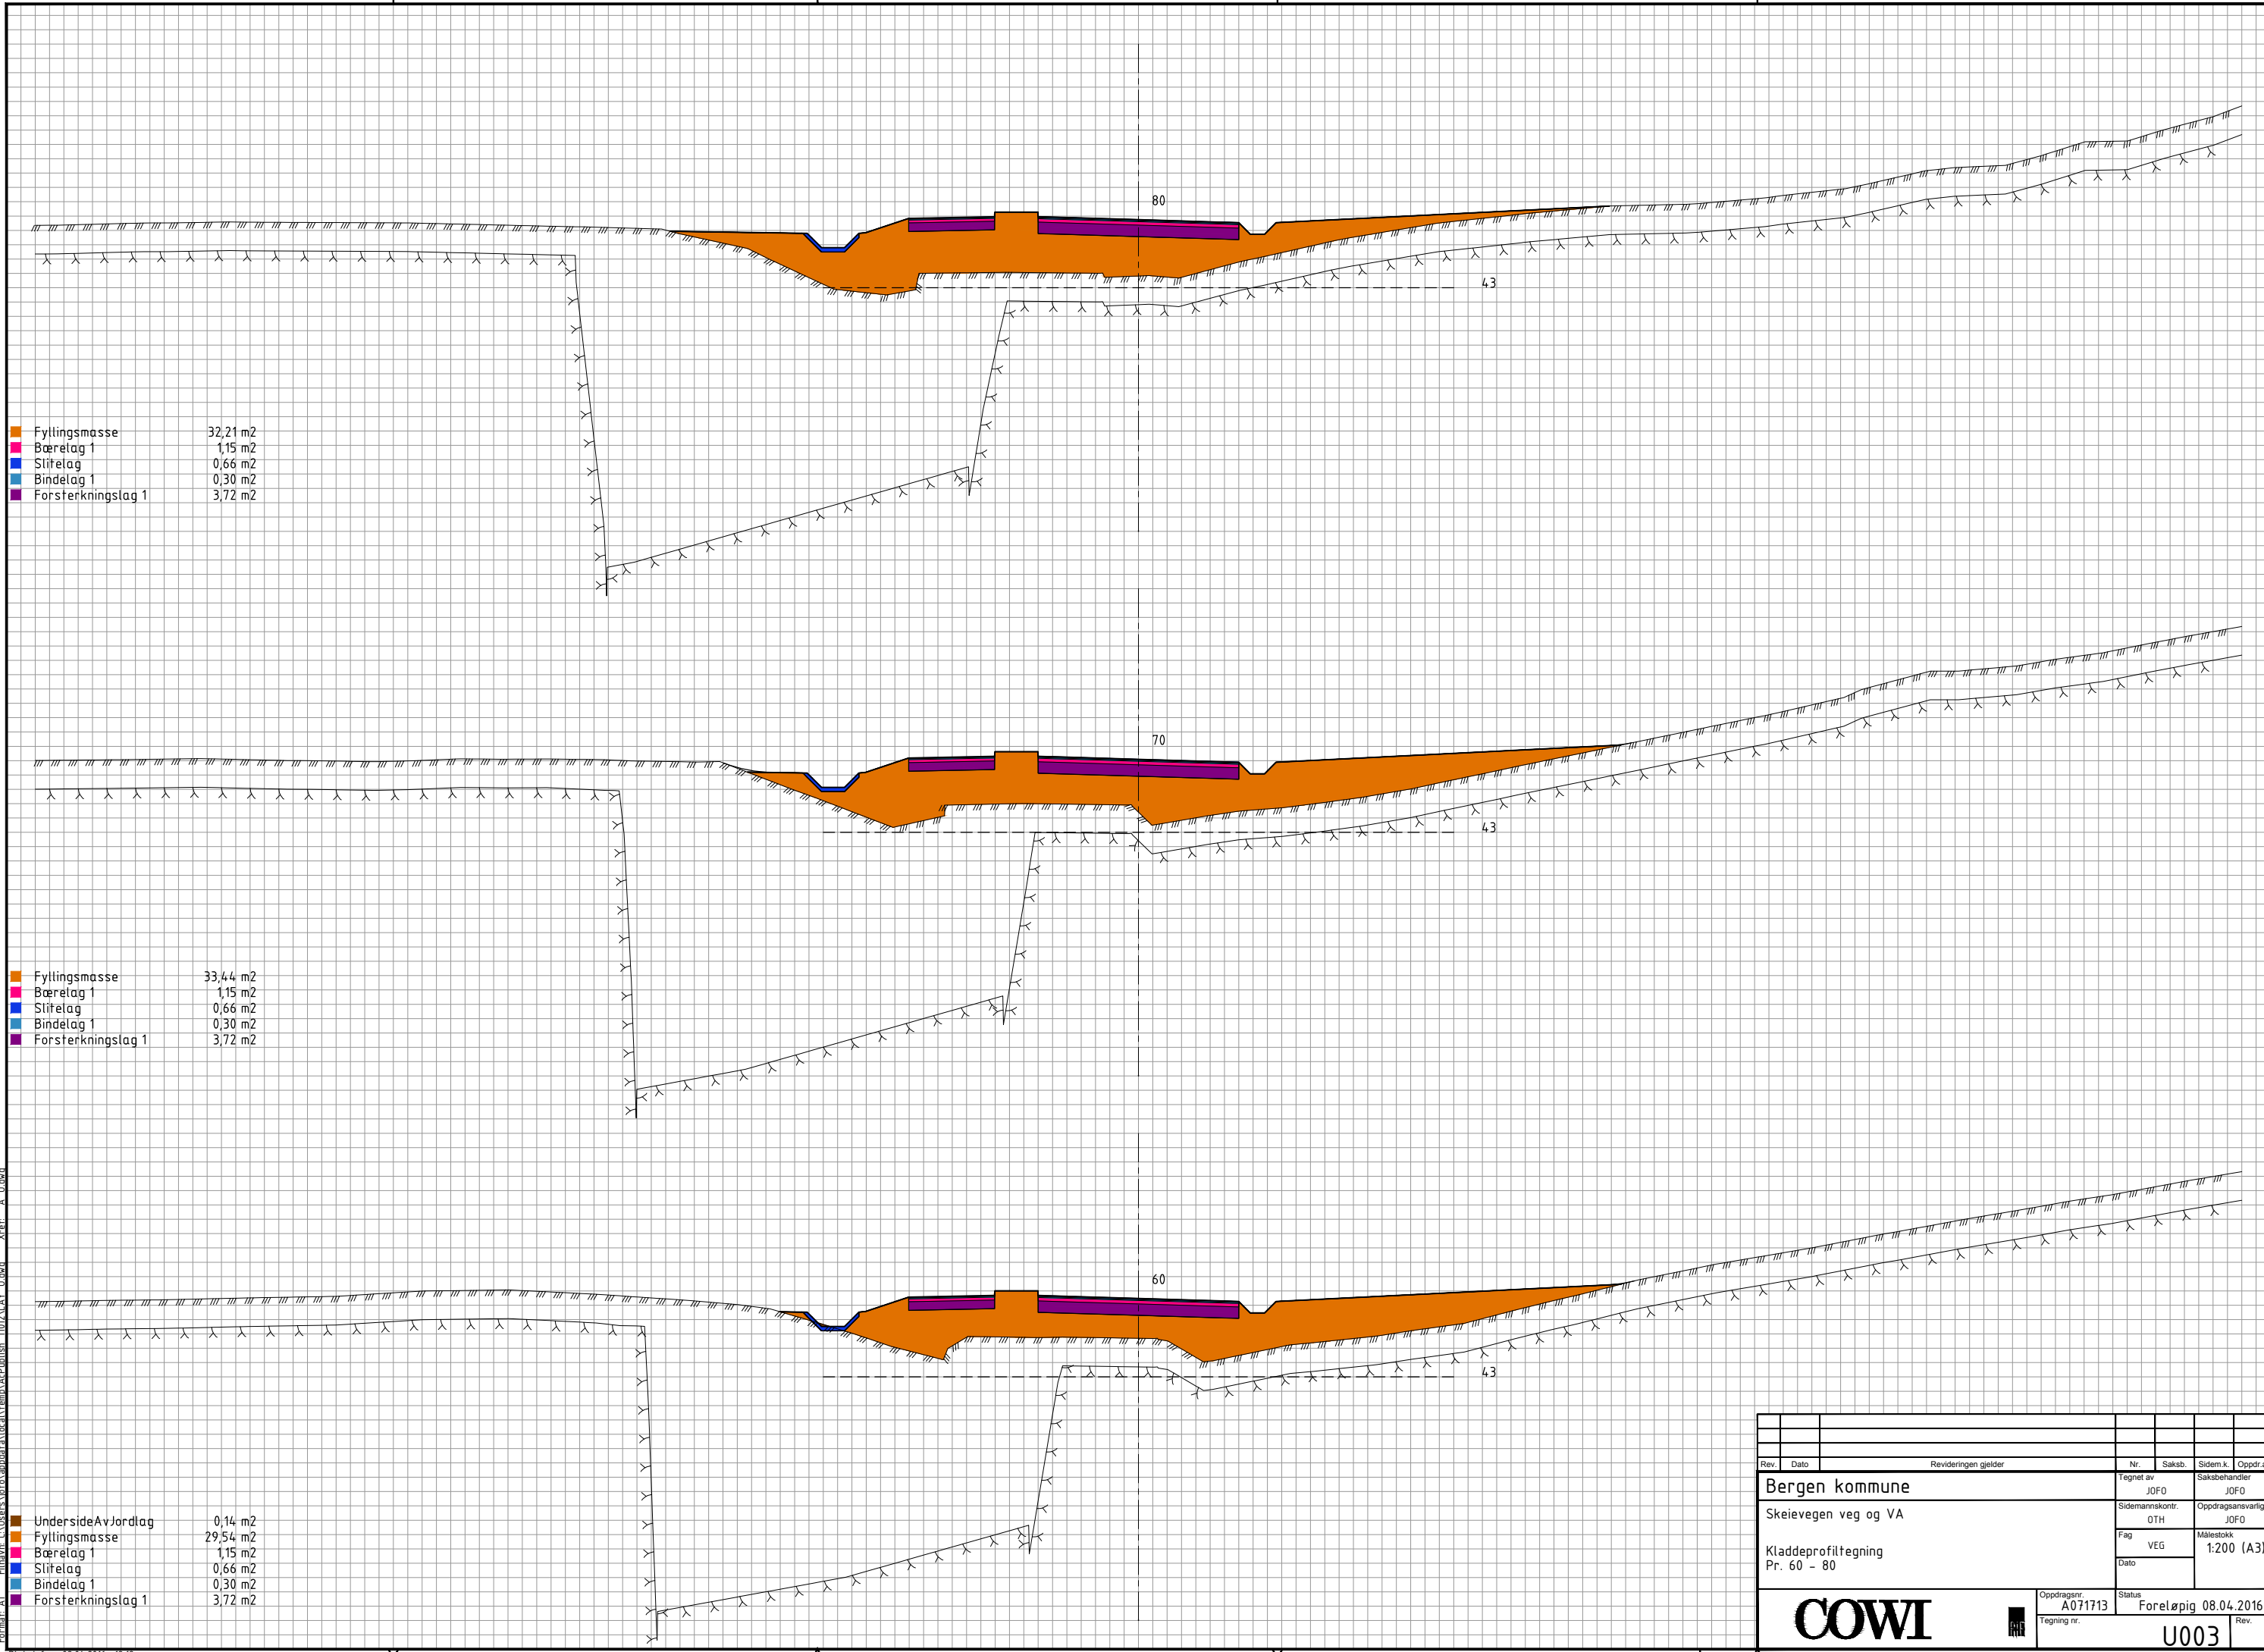 80
43
Fyllingsmasse 32,21 m2
Bærelag 1 1,15 m2
Slitelag 0,66 m2
Bindelag 1 0,30 m2
Forsterkningslag 1 3,72 m2
70
43
Fyllingsmasse 33,44 m2
Bærelag 1 1,15 m2
Slitelag 0,66 m2
Bindelag 1 0,30 m2
Forsterkningslag 1 3,72 m2
60
43
UndersideAvJordlag 0,14 m2
Fyllingsmasse 29,54 m2
Bærelag 1 1,15 m2
Slitelag 0,66 m2
Bindelag 1 0,30 m2
Forsterkningslag 1 3,72 m2
Rev. Dato Revideringen gjelder Nr. Saksb. Sidem.k. Oppdr.a
Bergen kommune
Tegnet av Saksbehandler
JOFO JOFO
Skeievegen veg og VA
Sidemannskontr. Oppdragsansvarlig
OTH JOFO
Kladdeprofiltegning
Pr. 60 - 80
Fag Målestokk
VEG 1:200 (A3)
Dato
COWI
Oppdragsnr. Status
A071713 Foreløpig 08.04.2016
Tegning nr. Rev.
U003